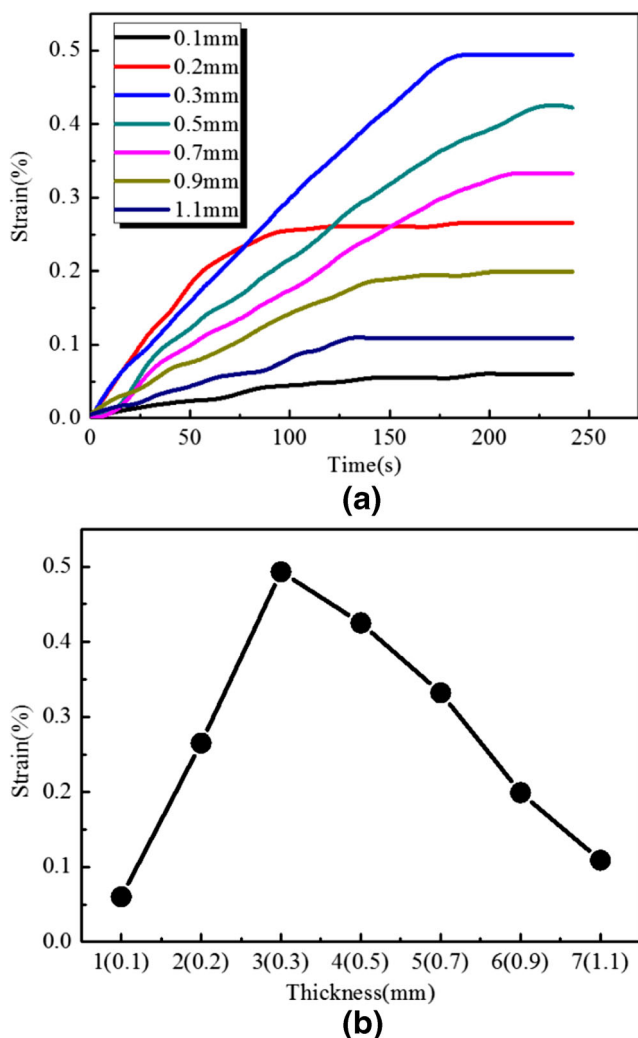 0.5
0.4
0.3
0.2
0.1
0.0
Strain(%)
0.1mm
0.2mm
0.3mm
0.5mm
0.7mm
0.9mm
1.1mm
0 50 100 150 200 250
Time(s)
(a)
0.5
0.4
0.3
0.2
0.1
0.0
Strain(%)
1(0.1) 2(0.2) 3(0.3) 4(0.5) 5(0.7) 6(0.9) 7(1.1)
Thickness(mm)
(b)